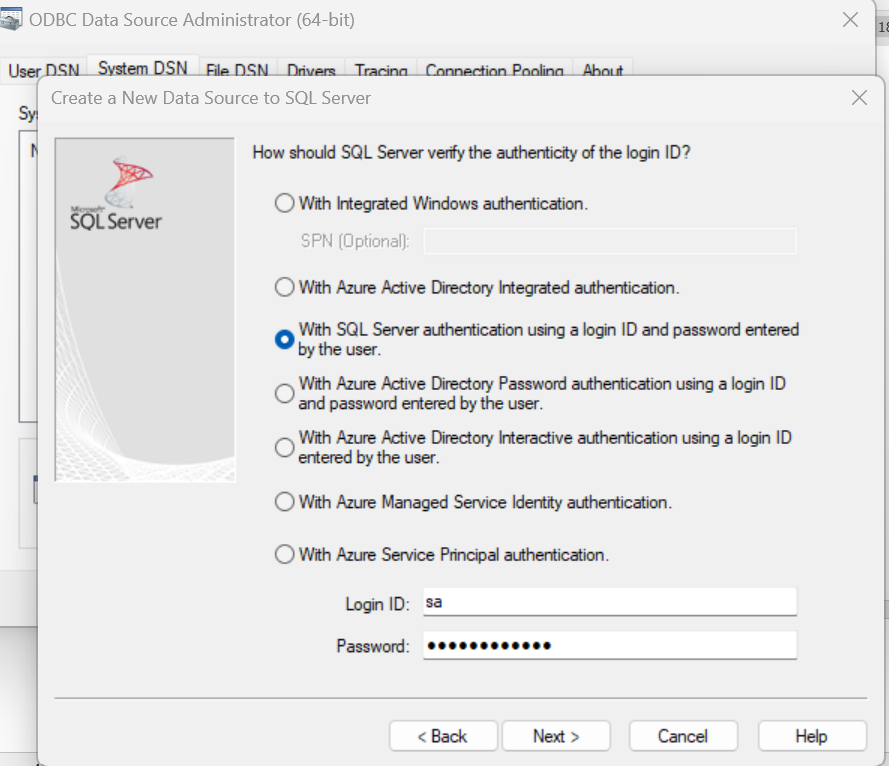 ODBC Data Source Administrator (64-bit)
18
User DSN
System DSN
File DSN
Drivers
Tracing
Connection Pooling
About
Create a New Data Source to SQL Server
Microsoft®
SQL Server
How should SQL Server verify the authenticity of the login ID?
With Integrated Windows authentication.
SPN (Optional):
With Azure Active Directory Integrated authentication.
With SQL Server authentication using a login ID and password entered
by the user.
With Azure Active Directory Password authentication using a login ID
and password entered by the user.
With Azure Active Directory Interactive authentication using a login ID
entered by the user.
With Azure Managed Service Identity authentication.
With Azure Service Principal authentication.
Login ID: sa
Password: ●●●●●●●●●●●●
< Back
Next >
Cancel
Help